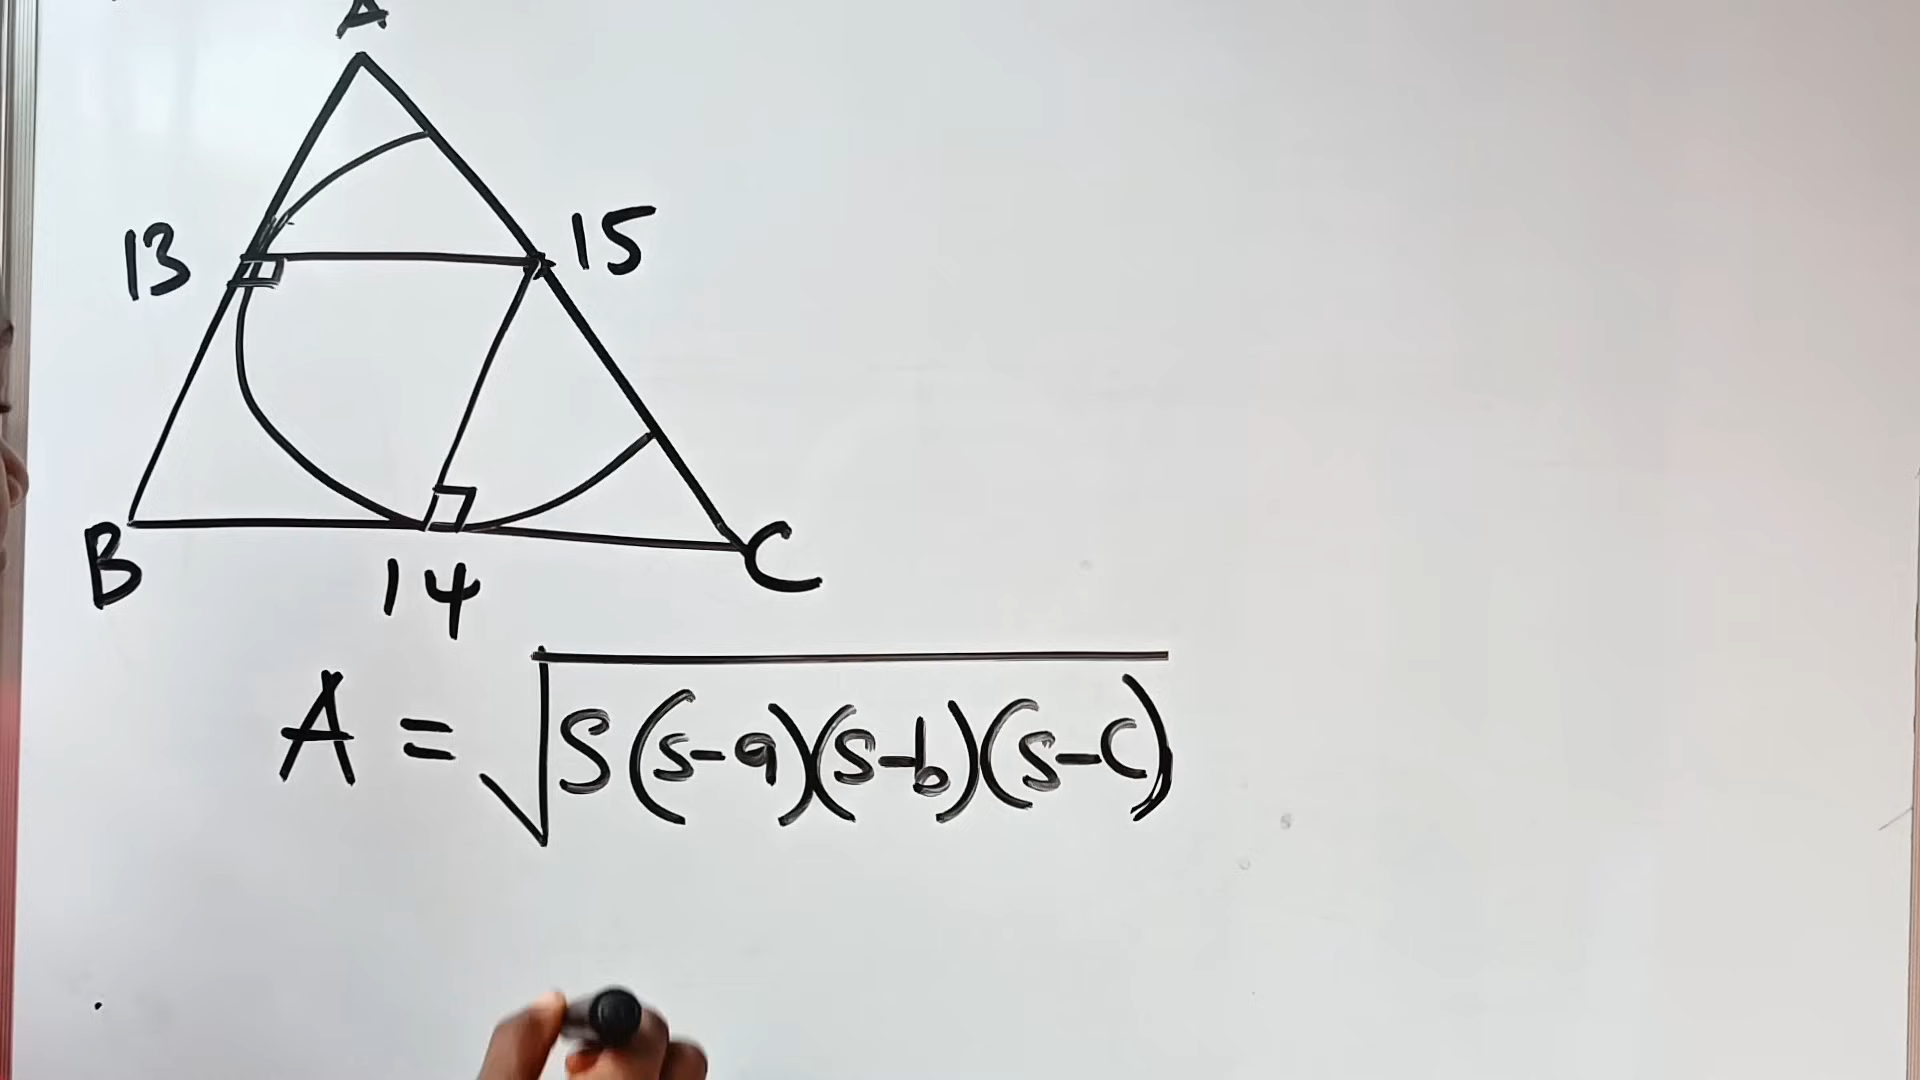 A
13
15
B
C
14
A = √S(s-a)(s-b)(s-c)